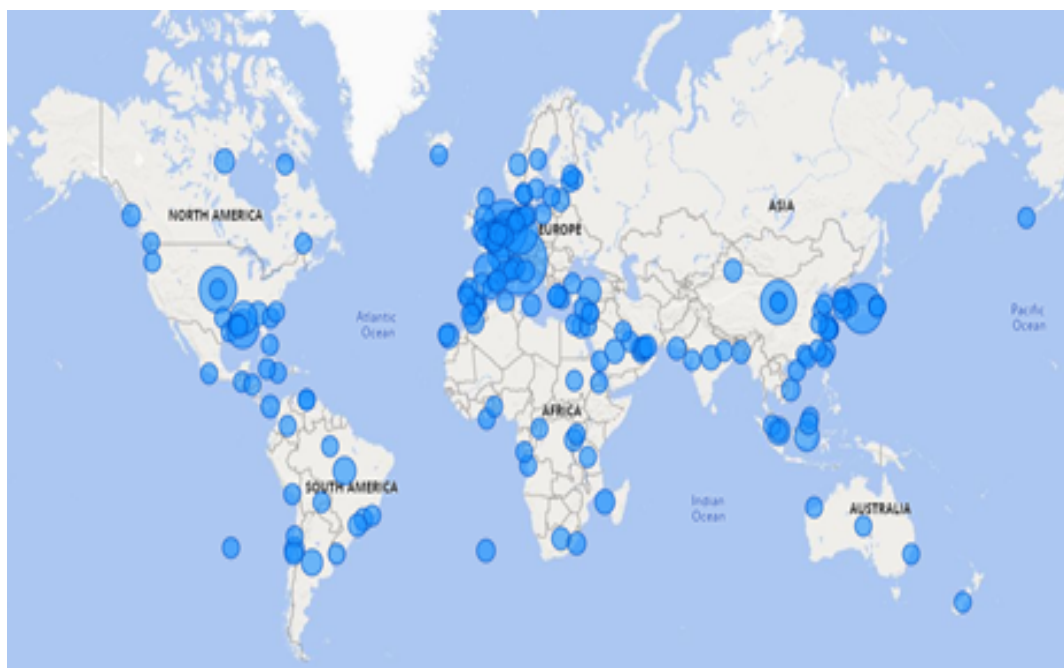 ASIA
NORTH AMERICA
EUROPE
Atlantic
Ocean
Pacific
Ocean
AFRICA
SOUTH AMERICA
Indian
Ocean
AUSTRALIA